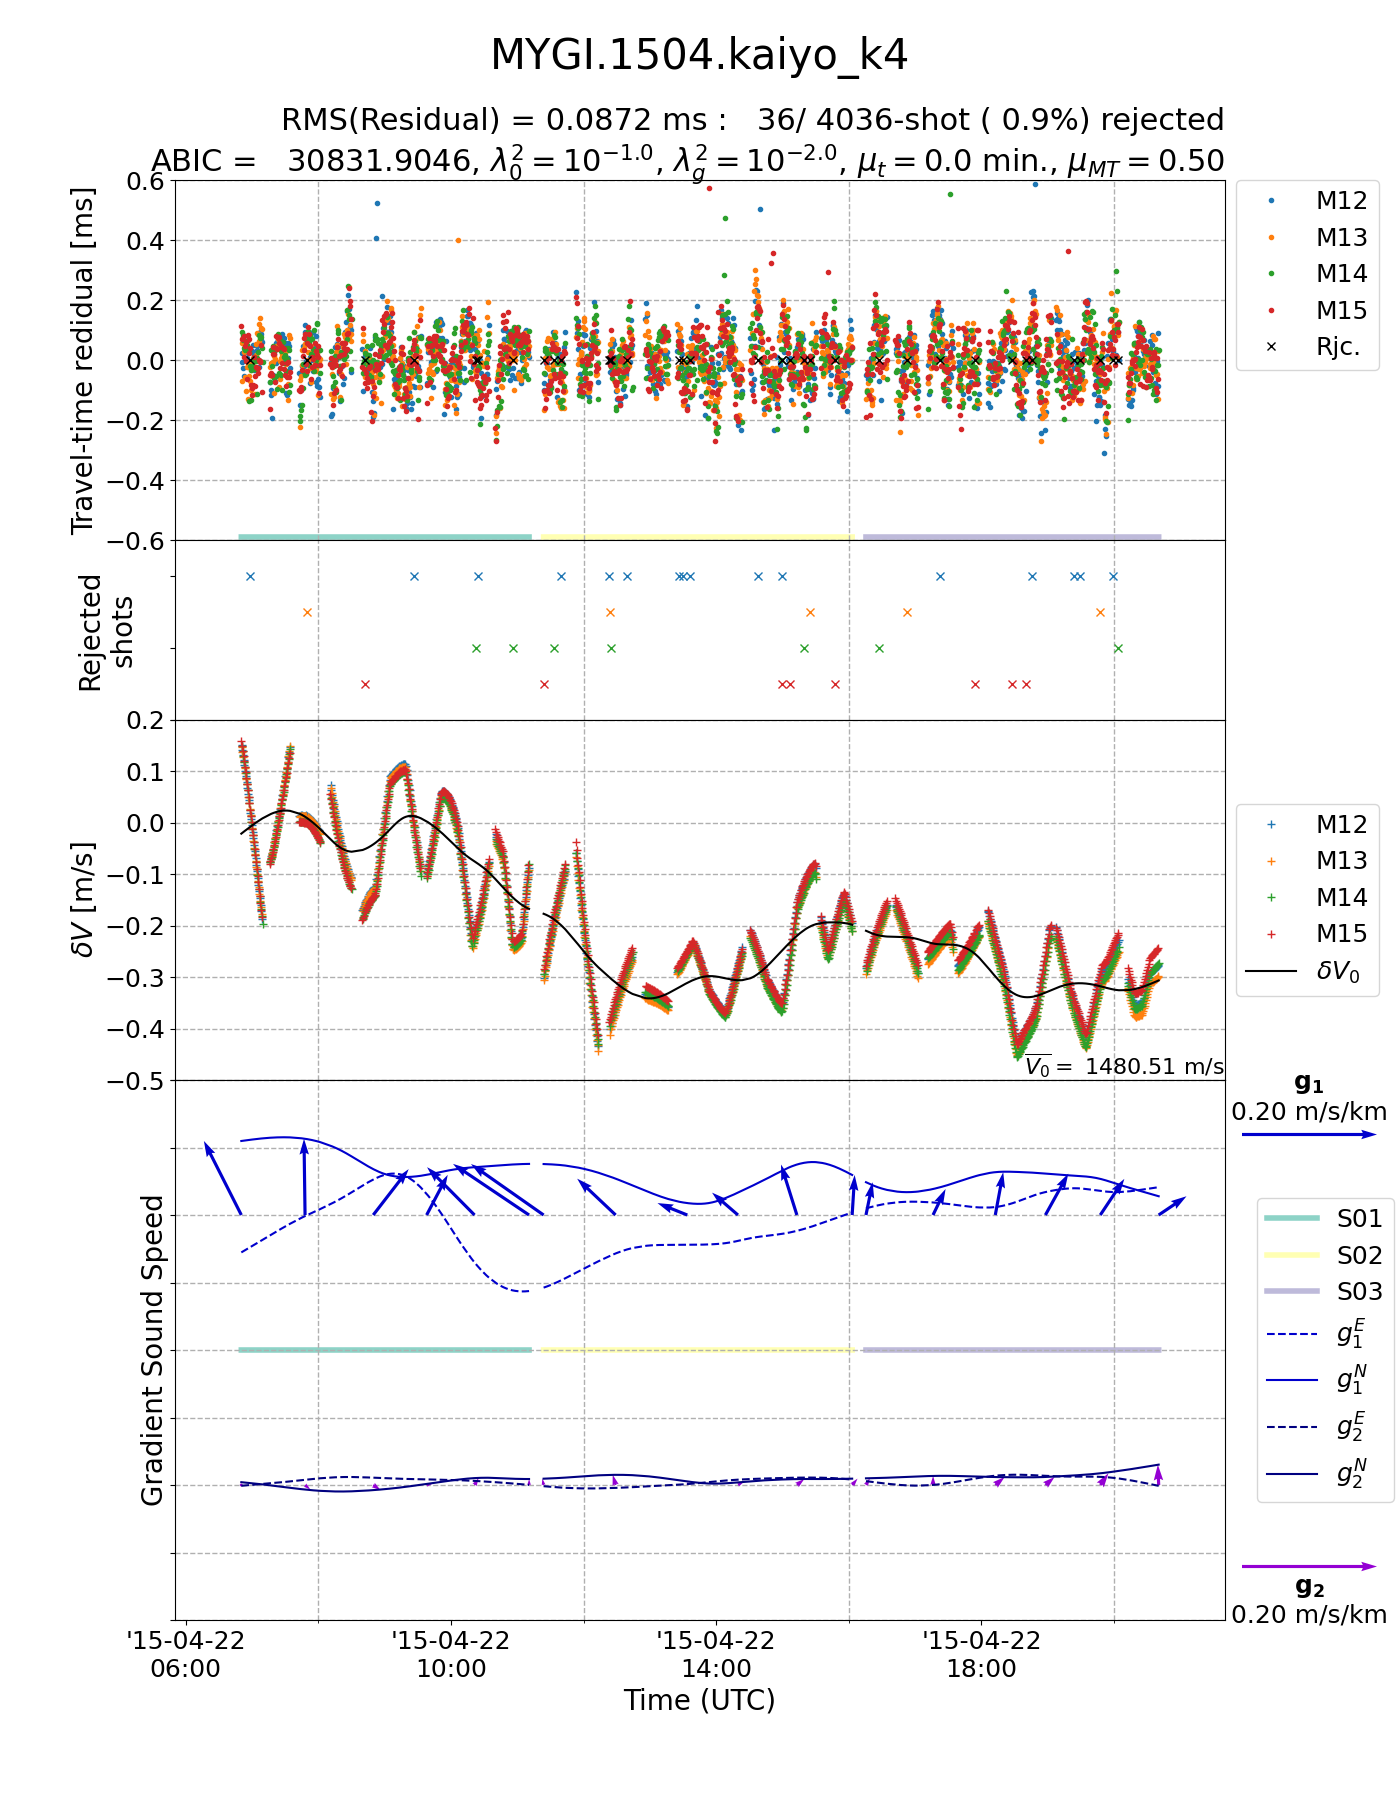 MYGI.1504.kaiyo_k4
RMS(Residual) = 0.0872 ms :   36/ 4036-shot ( 0.9%) rejected
ABIC =   30831.9046, λ₀² = 10⁻¹·⁰, λg² = 10⁻²·⁰, μt = 0.0 min., μMT = 0.50
Travel-time redidual [ms]
0.6
0.4
0.2
0.0
−0.2
−0.4
−0.6
M12
M13
M14
M15
Rjc.
Rejected
shots
δV [m/s]
0.2
0.1
0.0
−0.1
−0.2
−0.3
−0.4
−0.5
V₀ = 1480.51 m/s
M12
M13
M14
M15
δV₀
Gradient Sound Speed
g₁
0.20 m/s/km
S01
S02
S03
g₁ᴱ
g₁ᴺ
g₂ᴱ
g₂ᴺ
g₂
0.20 m/s/km
'15-04-22
06:00
'15-04-22
10:00
'15-04-22
14:00
'15-04-22
18:00
Time (UTC)